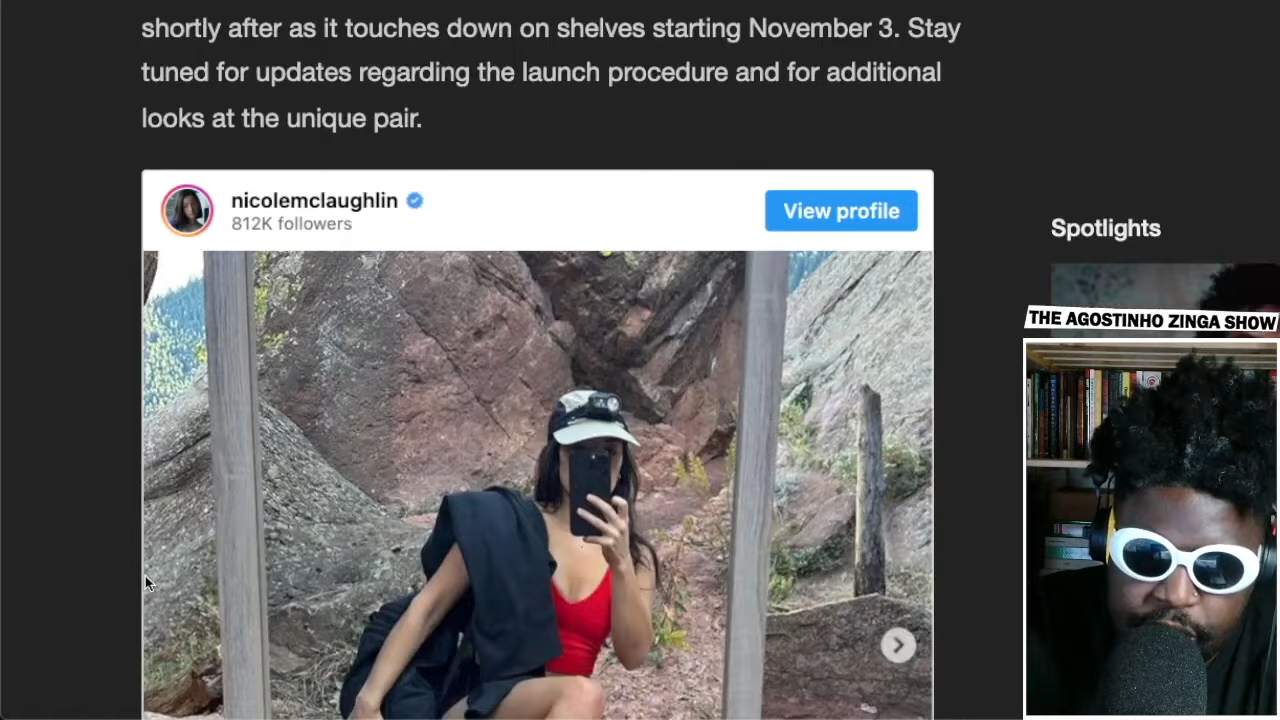 shortly after as it touches down on shelves starting November 3. Stay
tuned for updates regarding the launch procedure and for additional
looks at the unique pair.
nicolemclaughlin
812K followers
View profile
Spotlights
THE AGOSTINHO ZINGA SHOW